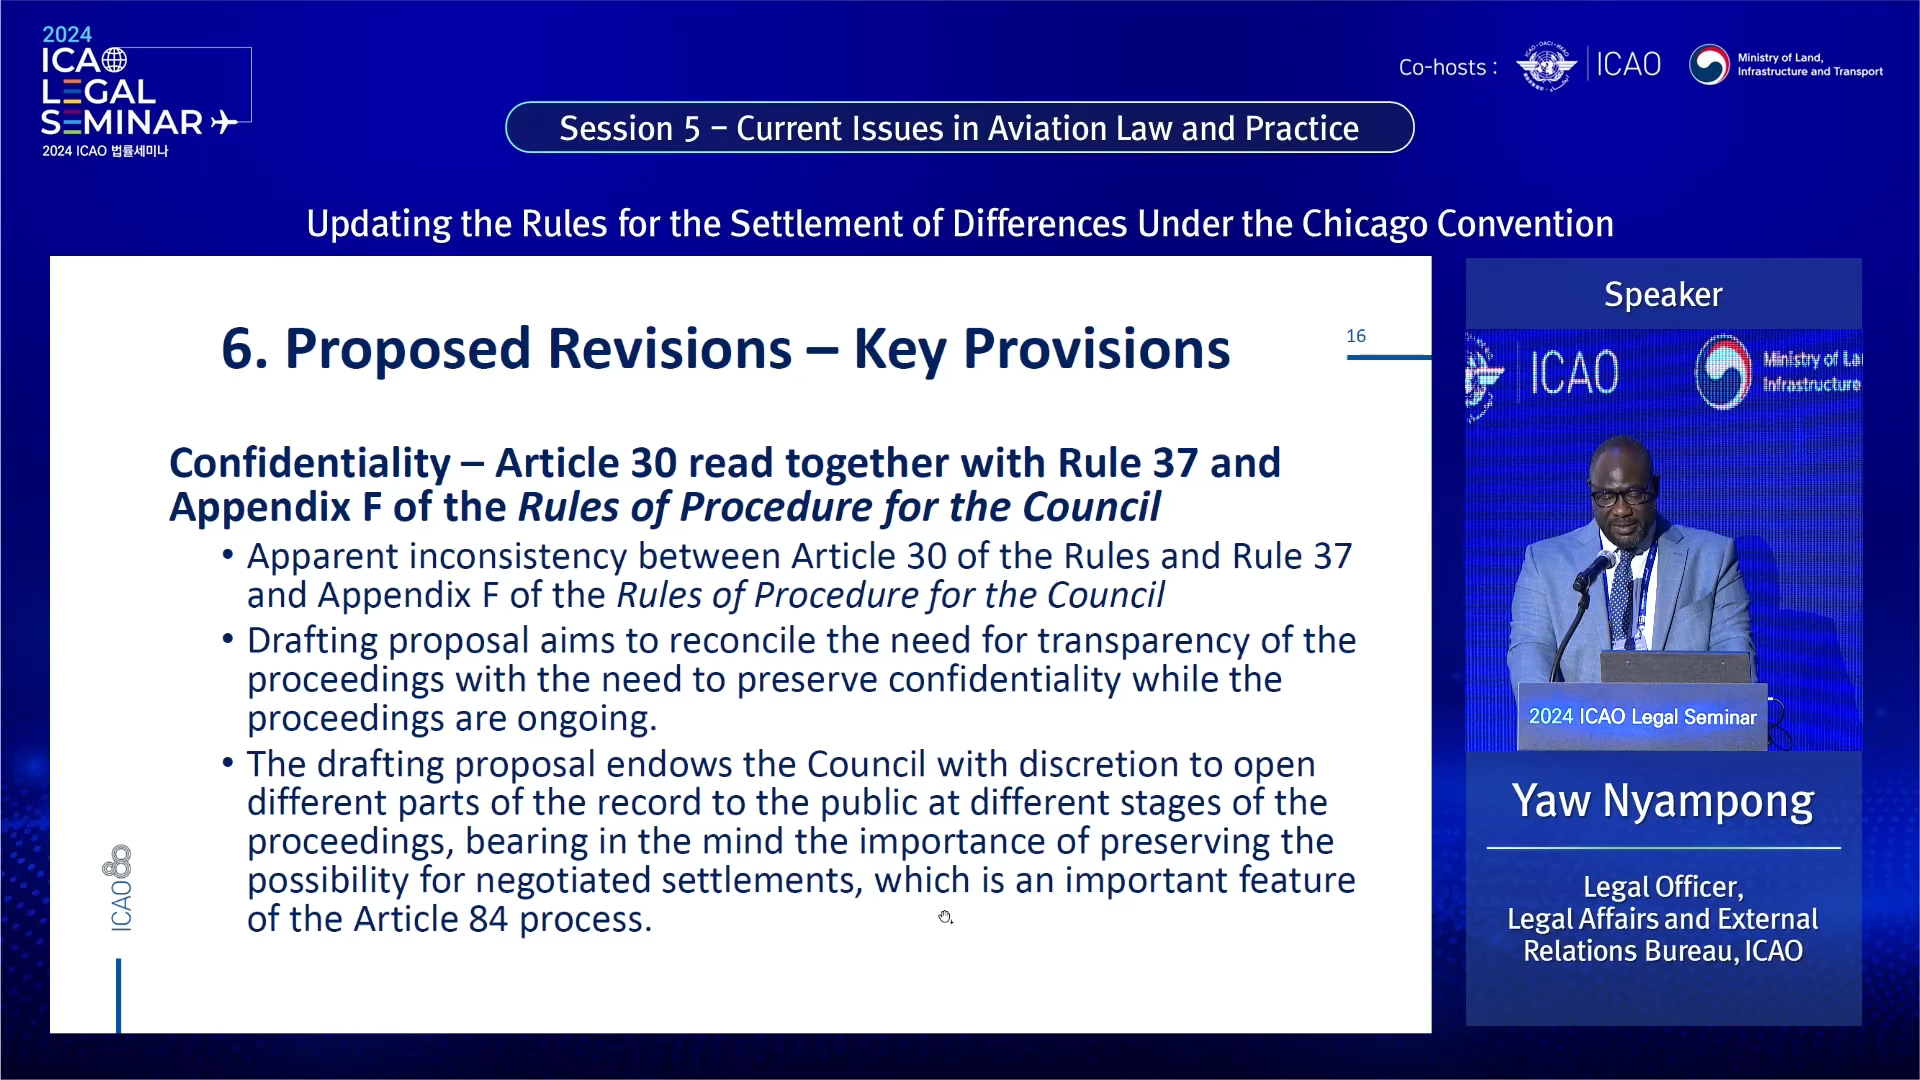 2024
ICAO
LEGAL
SEMINAR
2024 ICAO 법률세미나
Co-hosts :
ICAO
Ministry of Land,
Infrastructure and Transport
Session 5 – Current Issues in Aviation Law and Practice
Updating the Rules for the Settlement of Differences Under the Chicago Convention
6. Proposed Revisions – Key Provisions
16
Confidentiality – Article 30 read together with Rule 37 and
Appendix F of the Rules of Procedure for the Council
• Apparent inconsistency between Article 30 of the Rules and Rule 37
and Appendix F of the Rules of Procedure for the Council
• Drafting proposal aims to reconcile the need for transparency of the
proceedings with the need to preserve confidentiality while the
proceedings are ongoing.
• The drafting proposal endows the Council with discretion to open
different parts of the record to the public at different stages of the
proceedings, bearing in the mind the importance of preserving the
possibility for negotiated settlements, which is an important feature
of the Article 84 process.
ICAO80
Speaker
ICAO
Ministry of La
Infrastructure
2024 ICAO Legal Seminar
Yaw Nyampong
Legal Officer,
Legal Affairs and External
Relations Bureau, ICAO